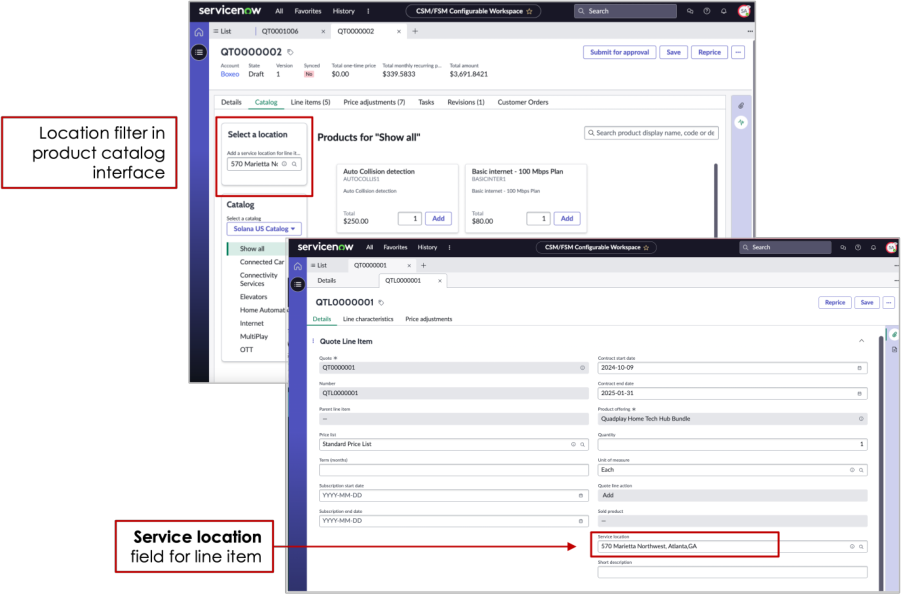 servicenow All Favorites History CSM/FSM Configurable Workspace Search
List QT0001006 × QT0000002 × +
QT0000002 Submit for approval Save Reprice
Account State Version Synced Total one-time price Total monthly recurring p... Total amount
Boxeo Draft 1 No $0.00 $339.5833 $3,691.8421
Details Catalog Line items (5) Price adjustments (7) Tasks Revisions (1) Customer Orders
Location filter in
product catalog
interface
Select a location
Add a service location for line it...
570 Marietta No
Products for "Show all"
Search product display name, code or de
Auto Collision detection
AUTOCOLLIS1
Auto Collision detection
Total
$250.00 1 Add
Basic internet - 100 Mbps Plan
BASICINTER1
Basic internet - 100 Mbps Plan
Total
$80.00 1 Add
Catalog
Select a catalog
Solana US Catalog
Show all
Connected Car
Connectivity
Services
Elevators
Home Automat
Internet
MultiPlay
OTT
servicenow All Favorites History CSM/FSM Configurable Workspace Search
List QT0000001 × +
Details QTL0000001 ×
QTL0000001 Reprice Save
Details Line characteristics Price adjustments
Quote Line Item
Quote
QT0000001
Number
QTL0000001
Parent line item
--
Price list
Standard Price List
Term (months)
Subscription start date
YYYY-MM-DD
Subscription end date
YYYY-MM-DD
Contract start date
2024-10-09
Contract end date
2025-01-31
Product offering
Quadplay Home Tech Hub Bundle
Quantity
1
Unit of measure
Each
Quote line action
Add
Sold product
--
Service location
570 Marietta Northwest, Atlanta,GA
Short description
Service location
field for line item